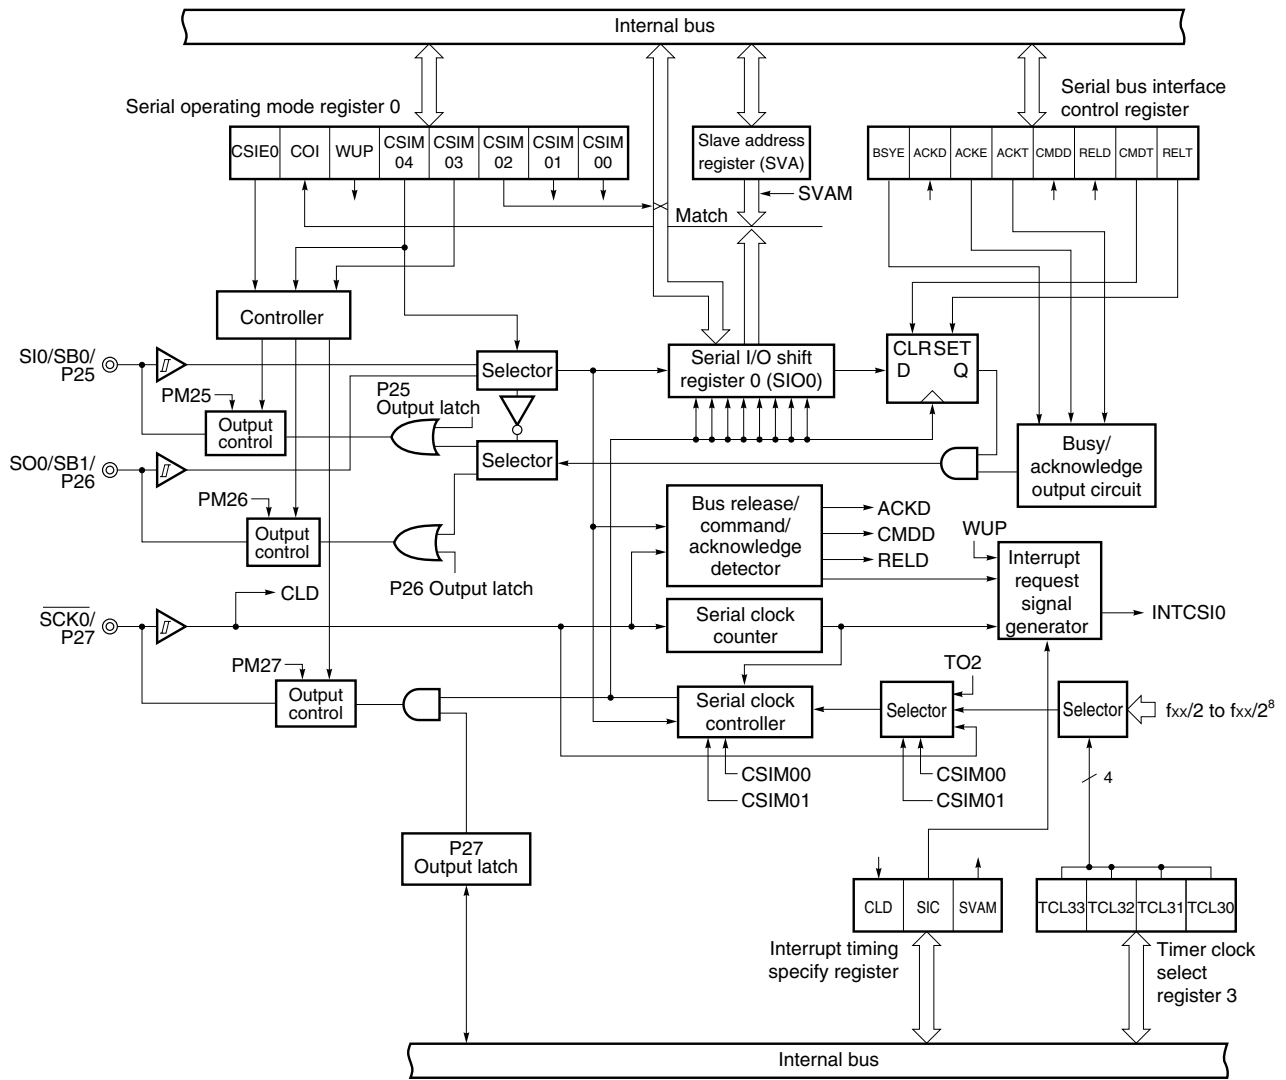 Internal bus
Serial operating mode register 0
Serial bus interface
control register
CSIE0 COI WUP CSIM 04 CSIM 03 CSIM 02 CSIM 01 CSIM 00
Slave address
register (SVA)
BSYE ACKD ACKE ACKT CMDD RELD CMDT RELT
SVAM
Match
Controller
SI0/SB0/
P25
Selector
Serial I/O shift
register 0 (SIO0)
CLR SET
D Q
PM25
Output
control
P25
Output latch
SO0/SB1/
P26
Selector
Busy/
acknowledge
output circuit
PM26
Output
control
P26 Output latch
Bus release/
command/
acknowledge
detector
ACKD
CMDD
RELD
WUP
Interrupt
request
signal
generator
INTCSI0
CLD
SCK0/
P27
Serial clock
counter
PM27
Output
control
Serial clock
controller
TO2
Selector
Selector
fxx/2 to fxx/2⁸
CSIM00
CSIM01
CSIM00
CSIM01
4
P27
Output latch
CLD SIC SVAM
TCL33 TCL32 TCL31 TCL30
Interrupt timing
specify register
Timer clock
select
register 3
Internal bus